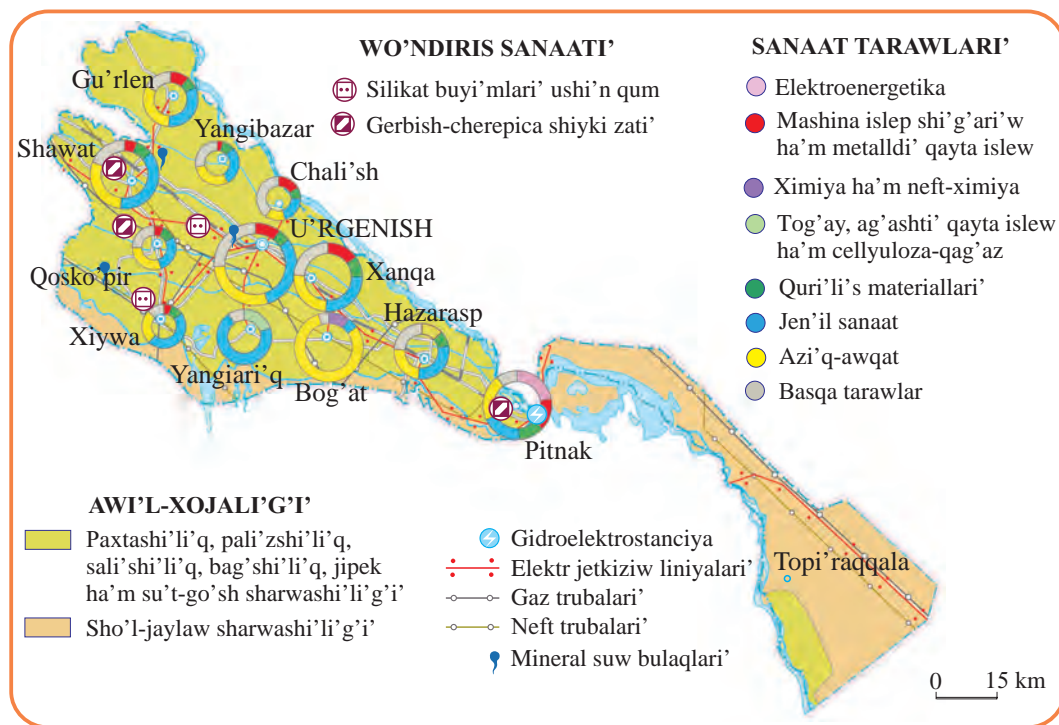 WO'NDIRIS SANAATI'
Silikat buyi'mlari' ushi'n qum
Gerbish-cherepica shiyki zati'
SANAAT TARAWLARI'
Elektroenergetika
Mashina islep shi'g'ari'w
ha'm metalldi' qayta islew
Ximiya ha'm neft-ximiya
Tog'ay, ag'ashti' qayta islew
ha'm cellyuloza-qag'az
Quri'li's materiallari'
Jen'il sanaat
Azi'q-awqat
Basqa tarawlar
Gu'rlen
Yangibazar
Shawat
Chali'sh
U'RGENISH
Qosko'pir
Xanqa
Hazarasp
Xiywa
Yangiari'q
Bog'at
Pitnak
Topi'raqqala
AWI'L-XOJALI'G'I'
Paxtashi'li'q, pali'zshi'li'q,
sali'shi'li'q, bag'shi'li'q, jipek
ha'm su't-go'sh sharwashi'li'g'i'
Sho'l-jaylaw sharwashi'li'g'i'
Gidroelektrostanciya
Elektr jetkiziw liniyalari'
Gaz trubalari'
Neft trubalari'
Mineral suw bulaqlari'
0 15 km